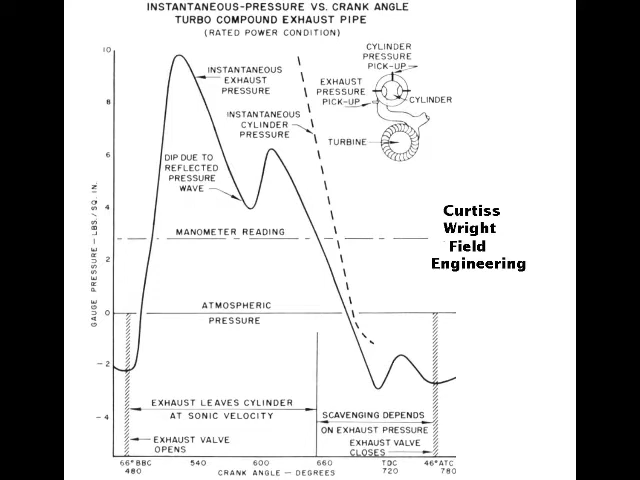 INSTANTANEOUS-PRESSURE VS. CRANK ANGLE
TURBO COMPOUND EXHAUST PIPE
(RATED POWER CONDITION)
10
8
6
4
2
0
−2
−4
GAUGE PRESSURE — LBS./SQ. IN.
INSTANTANEOUS
EXHAUST
PRESSURE
INSTANTANEOUS
CYLINDER
PRESSURE
CYLINDER
PRESSURE
PICK-UP
EXHAUST
PRESSURE
PICK-UP
CYLINDER
TURBINE
DIP DUE TO
REFLECTED
PRESSURE
WAVE
MANOMETER READING
Curtiss
Wright
Field
Engineering
ATMOSPHERIC
PRESSURE
EXHAUST LEAVES CYLINDER
AT SONIC VELOCITY
SCAVENGING DEPENDS
ON EXHAUST PRESSURE
EXHAUST VALVE
OPENS
EXHAUST VALVE
CLOSES
66° BBC
480
540
600
660
TDC
720
46° ATC
780
CRANK ANGLE — DEGREES